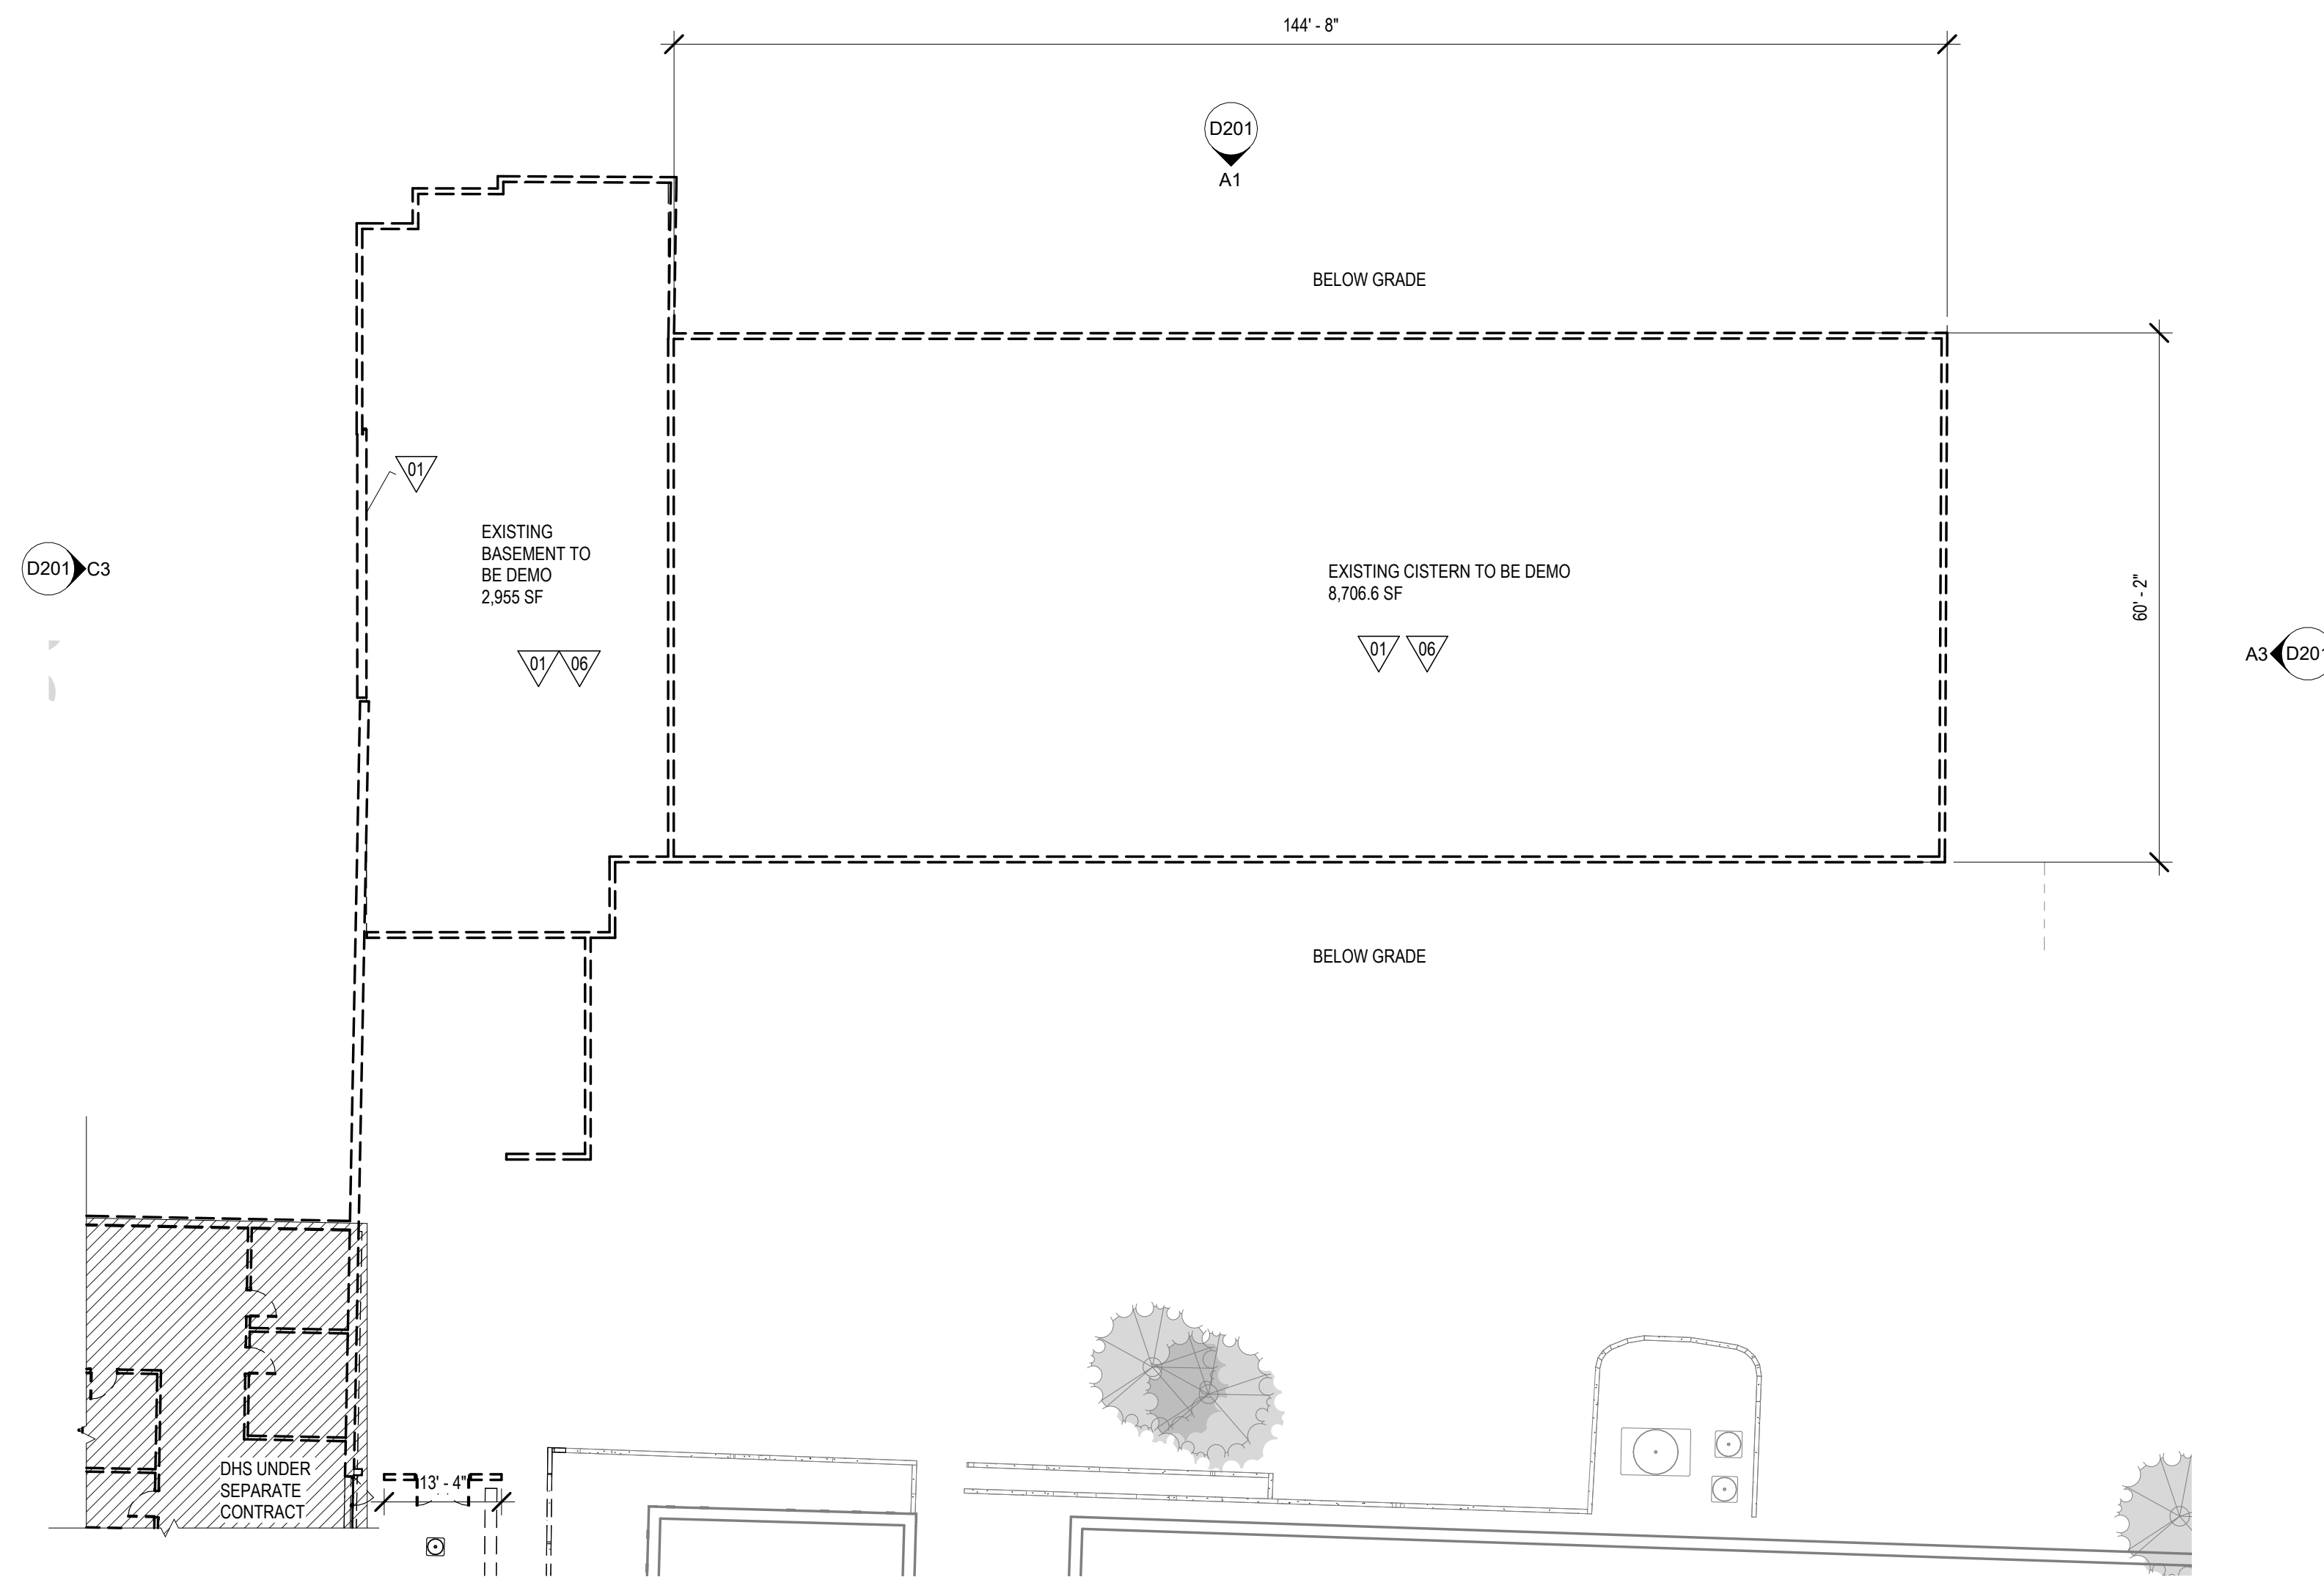 144' - 8"
D201
A1
BELOW GRADE
01
EXISTING
BASEMENT TO
BE DEMO
2,955 SF
01 06
D201 C3
EXISTING CISTERN TO BE DEMO
8,706.6 SF
01 06
60' - 2"
A3 D201
BELOW GRADE
DHS UNDER
SEPARATE
CONTRACT
13' - 4"